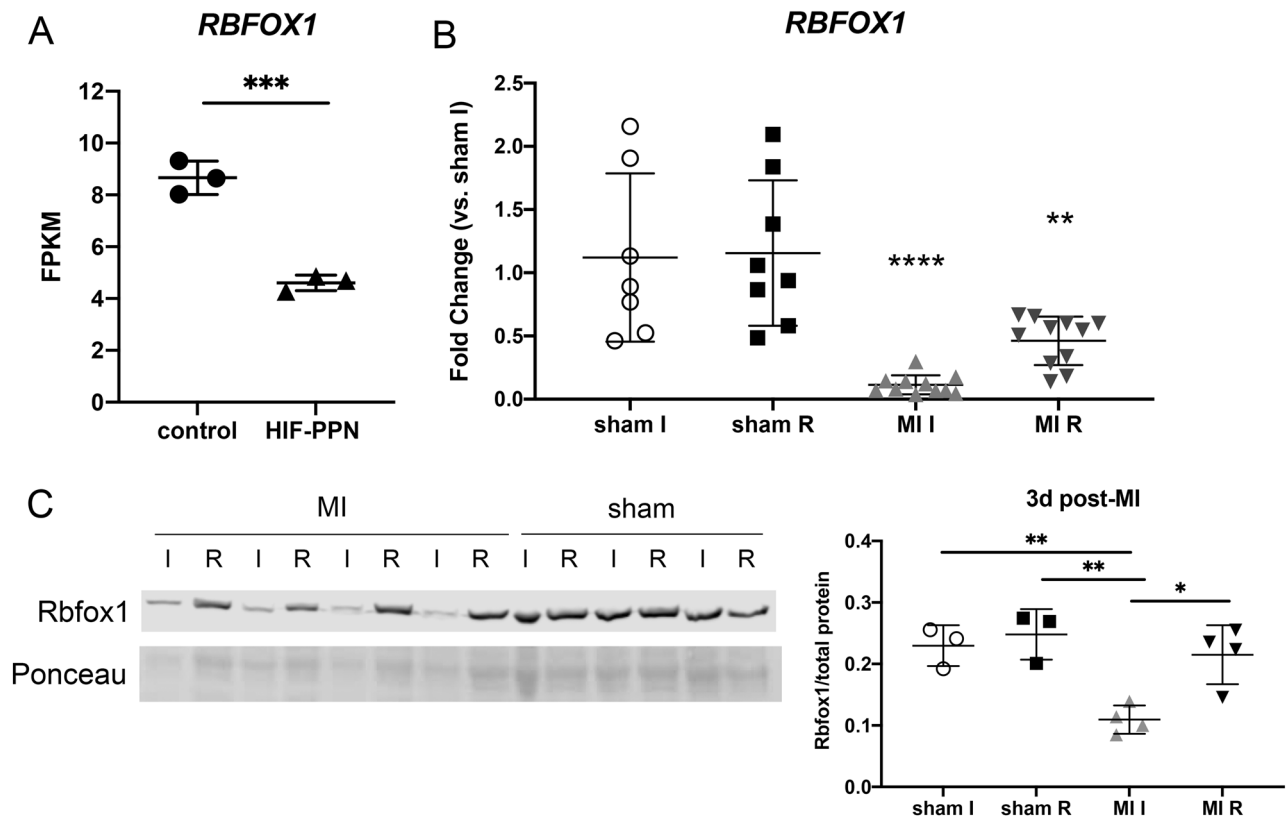 A
RBFOX1
***
FPKM
12
10
8
6
4
2
0
control HIF-PPN
B
RBFOX1
Fold Change (vs. sham I)
2.5
2.0
1.5
1.0
0.5
0.0
****
**
sham I sham R MI I MI R
C
MI sham
I R I R I R I R I R I R I R
Rbfox1
Ponceau
3d post-MI
Rbfox1/total protein
0.4
0.3
0.2
0.1
0.0
**
**
*
sham I sham R MI I MI R